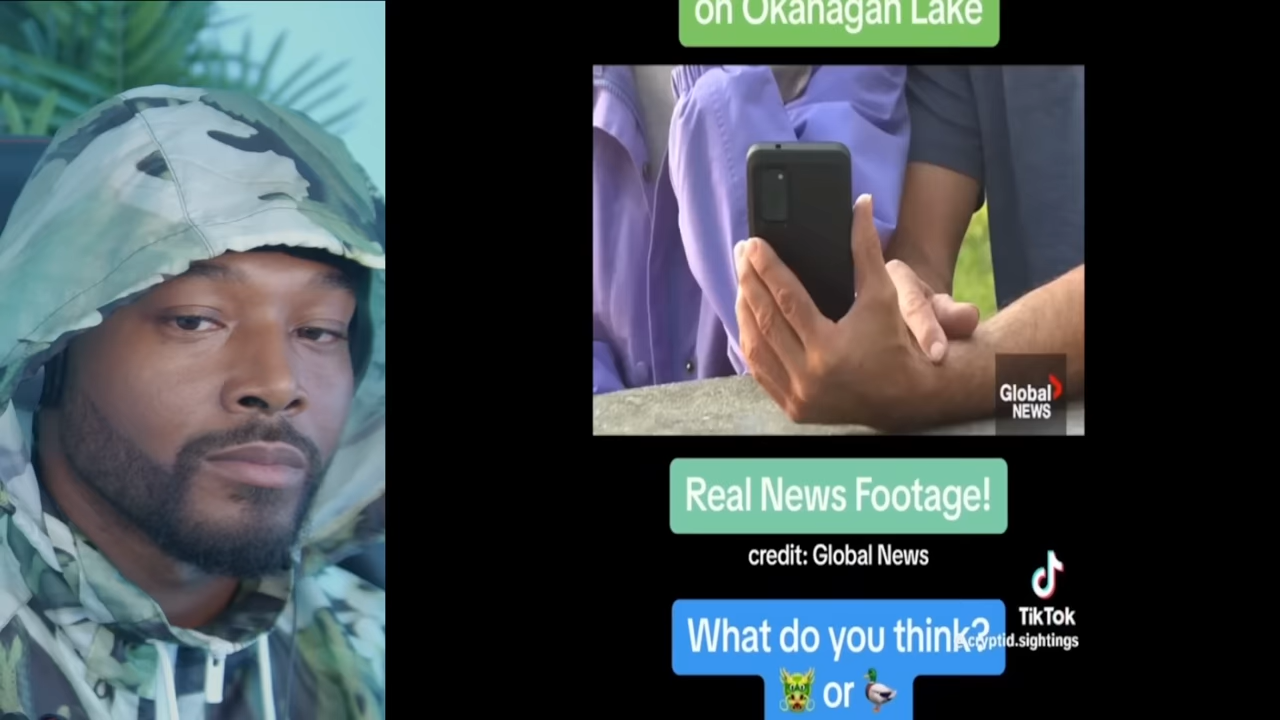 on Okanagan Lake
Global
NEWS
Real News Footage!
credit: Global News
TikTok
What do you think?
@cryptid.sightings
or